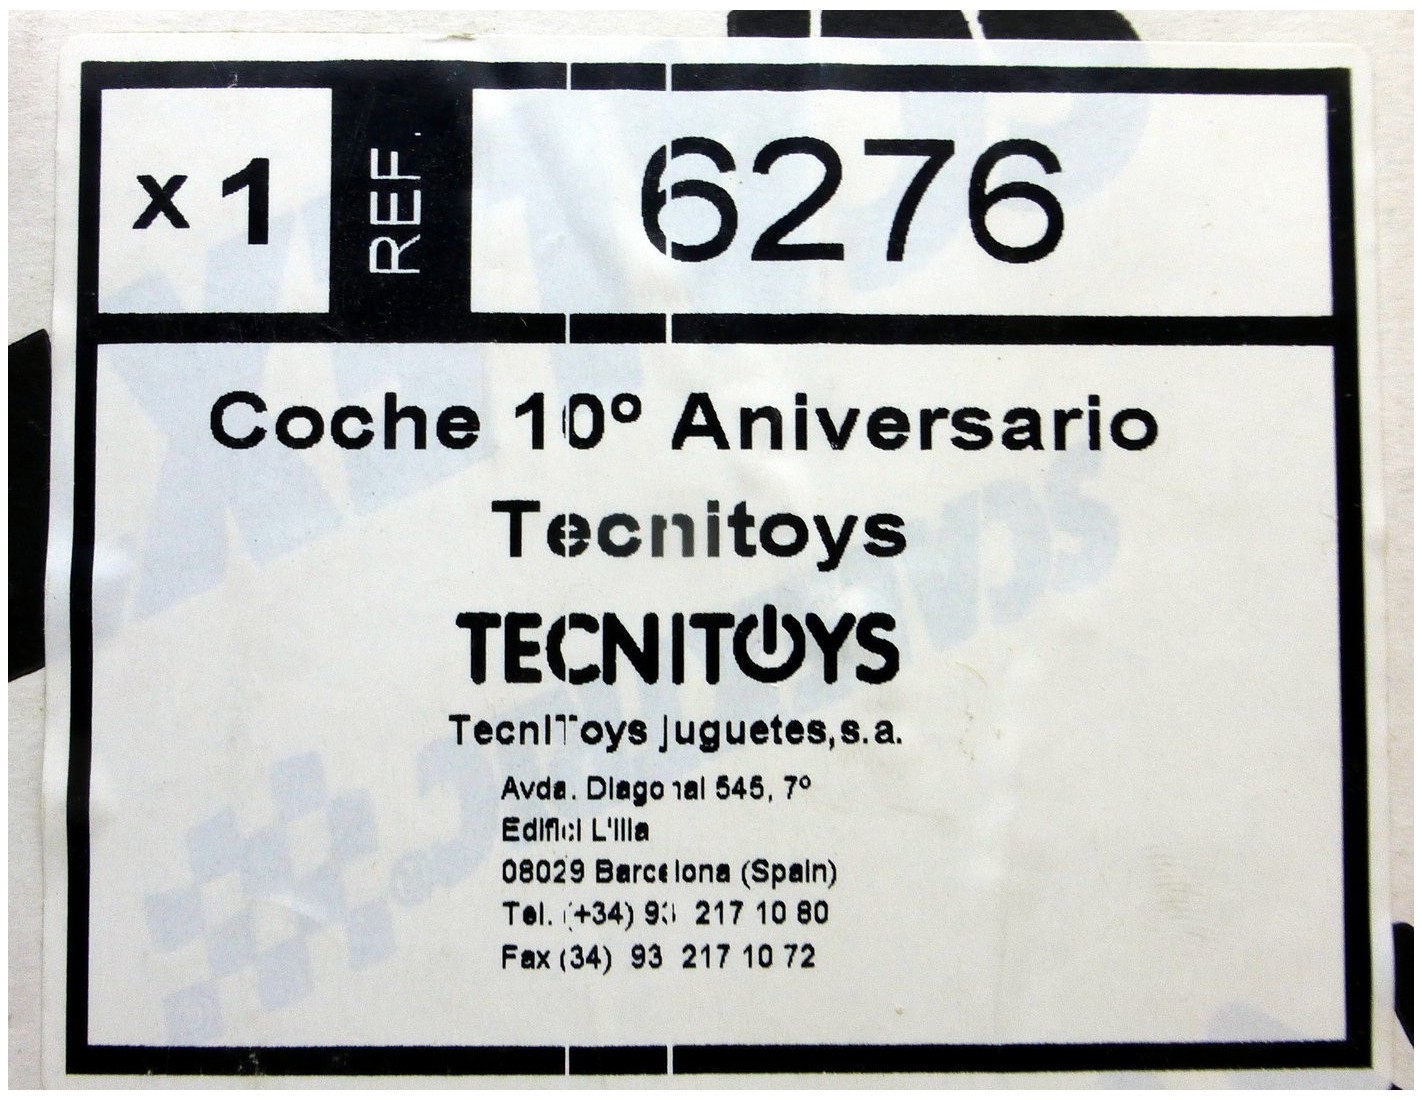 x 1
REF.
6276
Coche 10º Aniversario
Tecnitoys
TECNITOYS
TecniToys Juguetes,s.a.
Avda. Diagonal 545, 7º
Edifici L'illa
08029 Barcelona (Spain)
Tel. (+34) 93 217 10 80
Fax (34) 93 217 10 72